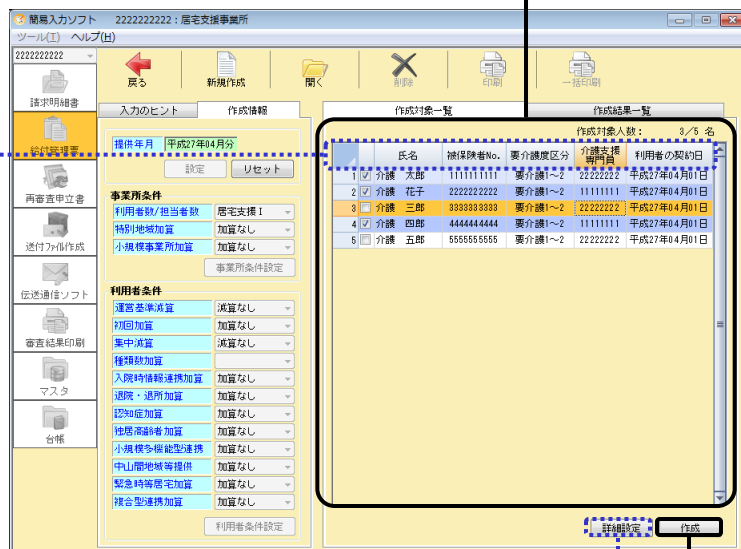 簡易入力ソフト 2222222222：居宅支援事業所
ツール(T) ヘルプ(H)
2222222222
戻る 新規作成 開く 削除 印刷 一括印刷
請求明細書
給付管理票
再審査申立書
送付ファイル作成
伝送通信ソフト
審査結果印刷
マスタ
台帳
入力のヒント 作成情報
提供年月 平成27年04月分
設定 リセット
事業所条件
利用者数/担当者数 居宅支援Ⅰ
特別地域加算 加算なし
小規模事業所加算 加算なし
事業所条件設定
利用者条件
運営基準減算 減算なし
初回加算 加算なし
集中減算 減算なし
種類数加算
入院時情報連携加算 加算なし
退院・退所加算 加算なし
認知症加算 加算なし
独居高齢者加算 加算なし
小規模多機能型連携 加算なし
中山間地域等提供 加算なし
緊急時等居宅加算 加算なし
複合型連携加算 加算なし
利用者条件設定
作成対象一覧 作成結果一覧
作成対象人数： 3／5 名
氏名 被保険者No. 要介護度区分 介護支援専門員 利用者の契約日
1 介護 太郎 1111111111 要介護1～2 22222222 平成27年04月01日
2 介護 花子 2222222222 要介護1～2 11111111 平成27年04月01日
3 介護 三郎 3333333333 要介護1～2 22222222 平成27年04月01日
4 介護 四郎 4444444444 要介護1～2 11111111 平成27年04月01日
5 介護 五郎 5555555555 要介護1～2 22222222 平成27年04月01日
詳細設定 作成